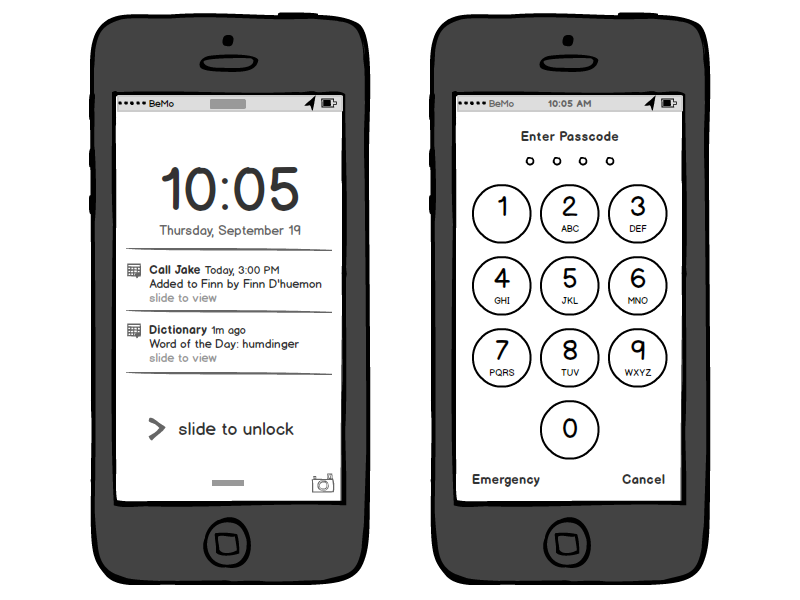 BeMo
10:05
Thursday, September 19
Call Jake Today, 3:00 PM
Added to Finn by Finn D'huemon
slide to view
Dictionary 1m ago
Word of the Day: humdinger
slide to view
slide to unlock
BeMo 10:05 AM
Enter Passcode
1 2 3
ABC DEF
4 5 6
GHI JKL MNO
7 8 9
PQRS TUV WXYZ
0
Emergency Cancel